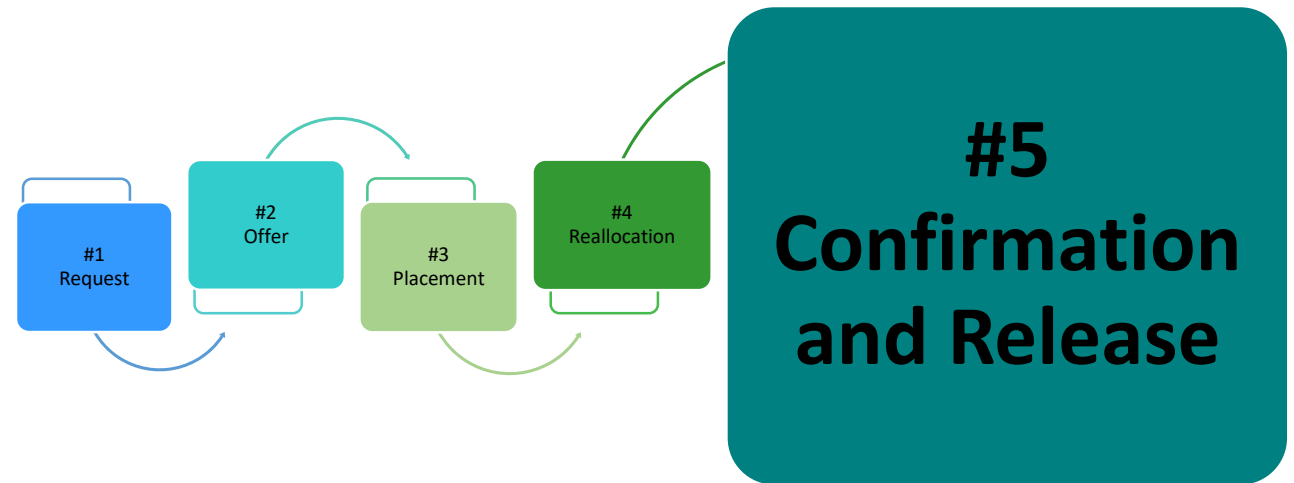 #1
Request
#2
Offer
#3
Placement
#4
Reallocation
#5
Confirmation
and Release